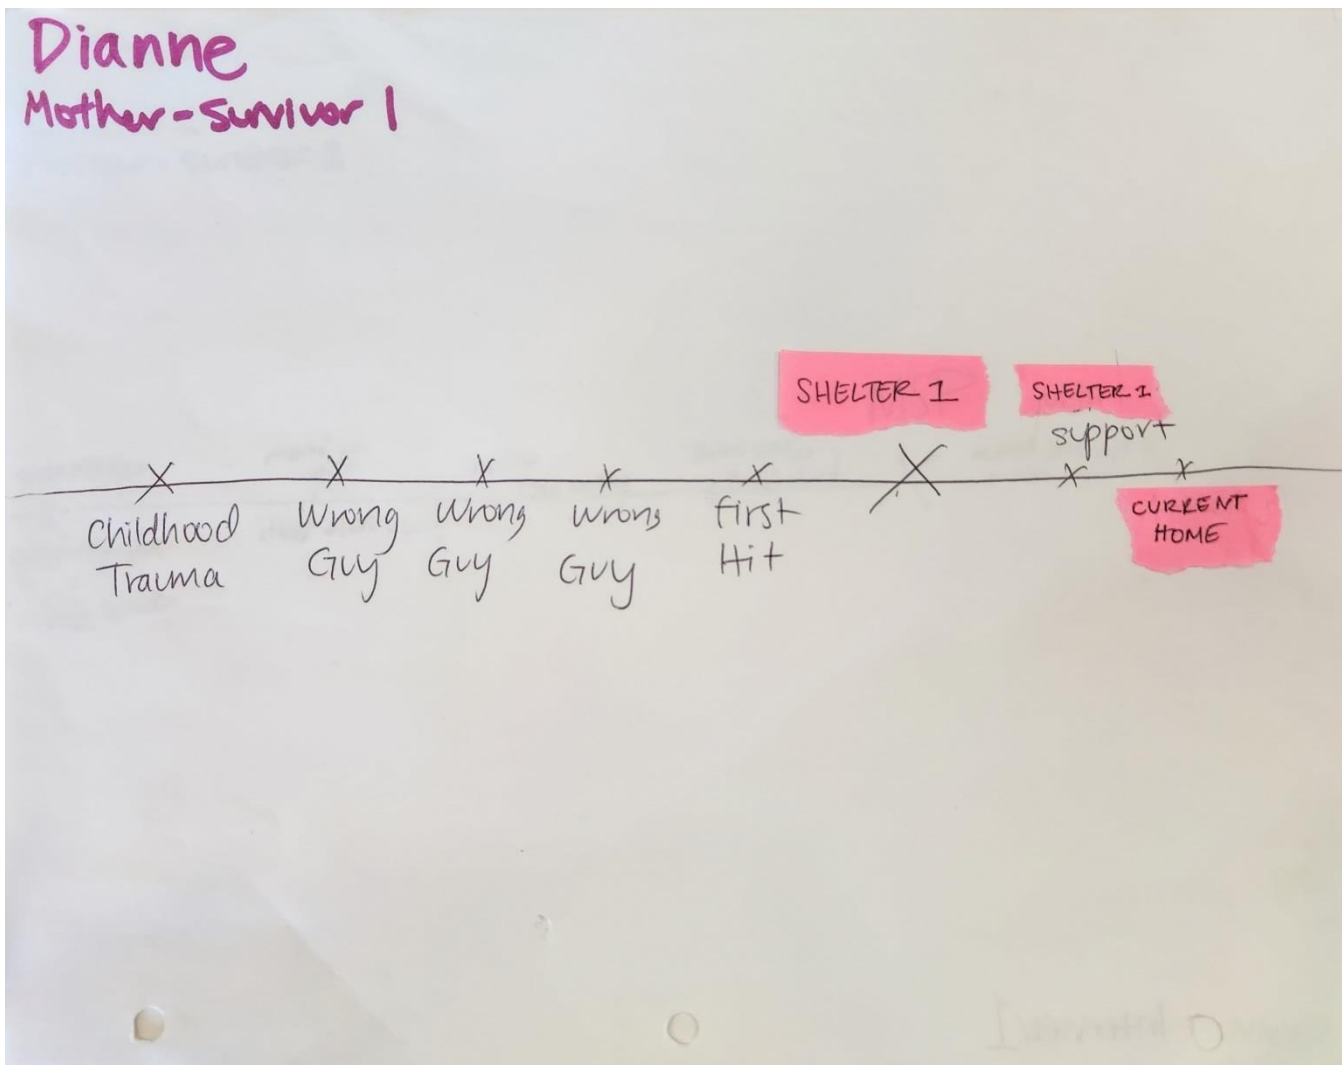 Dianne
Mother-Survivor 1
SHELTER 1
SHELTER 1
support
Childhood
Trauma
Wrong
Guy
Wrong
Guy
Wrong
Guy
first
Hit
CURRENT
HOME